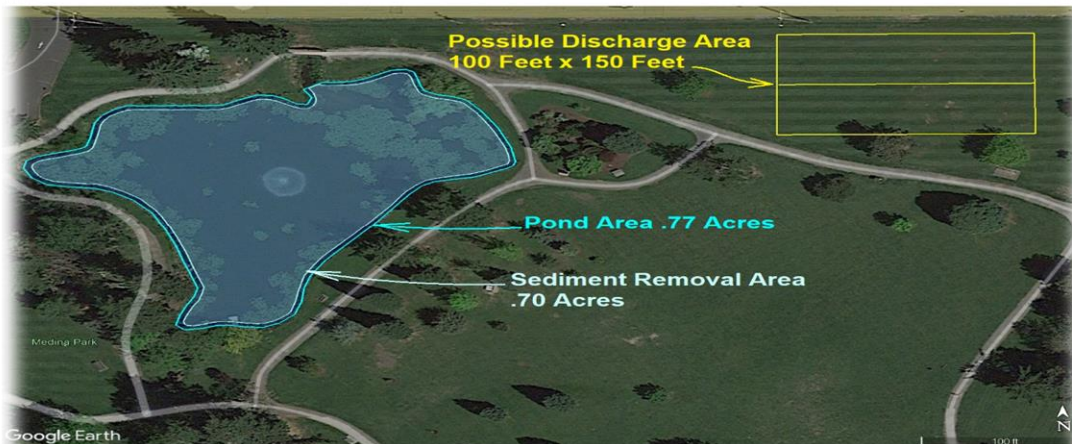 Possible Discharge Area
100 Feet x 150 Feet
Pond Area .77 Acres
Sediment Removal Area
.70 Acres
Medina Park
Google Earth
N
100 ft